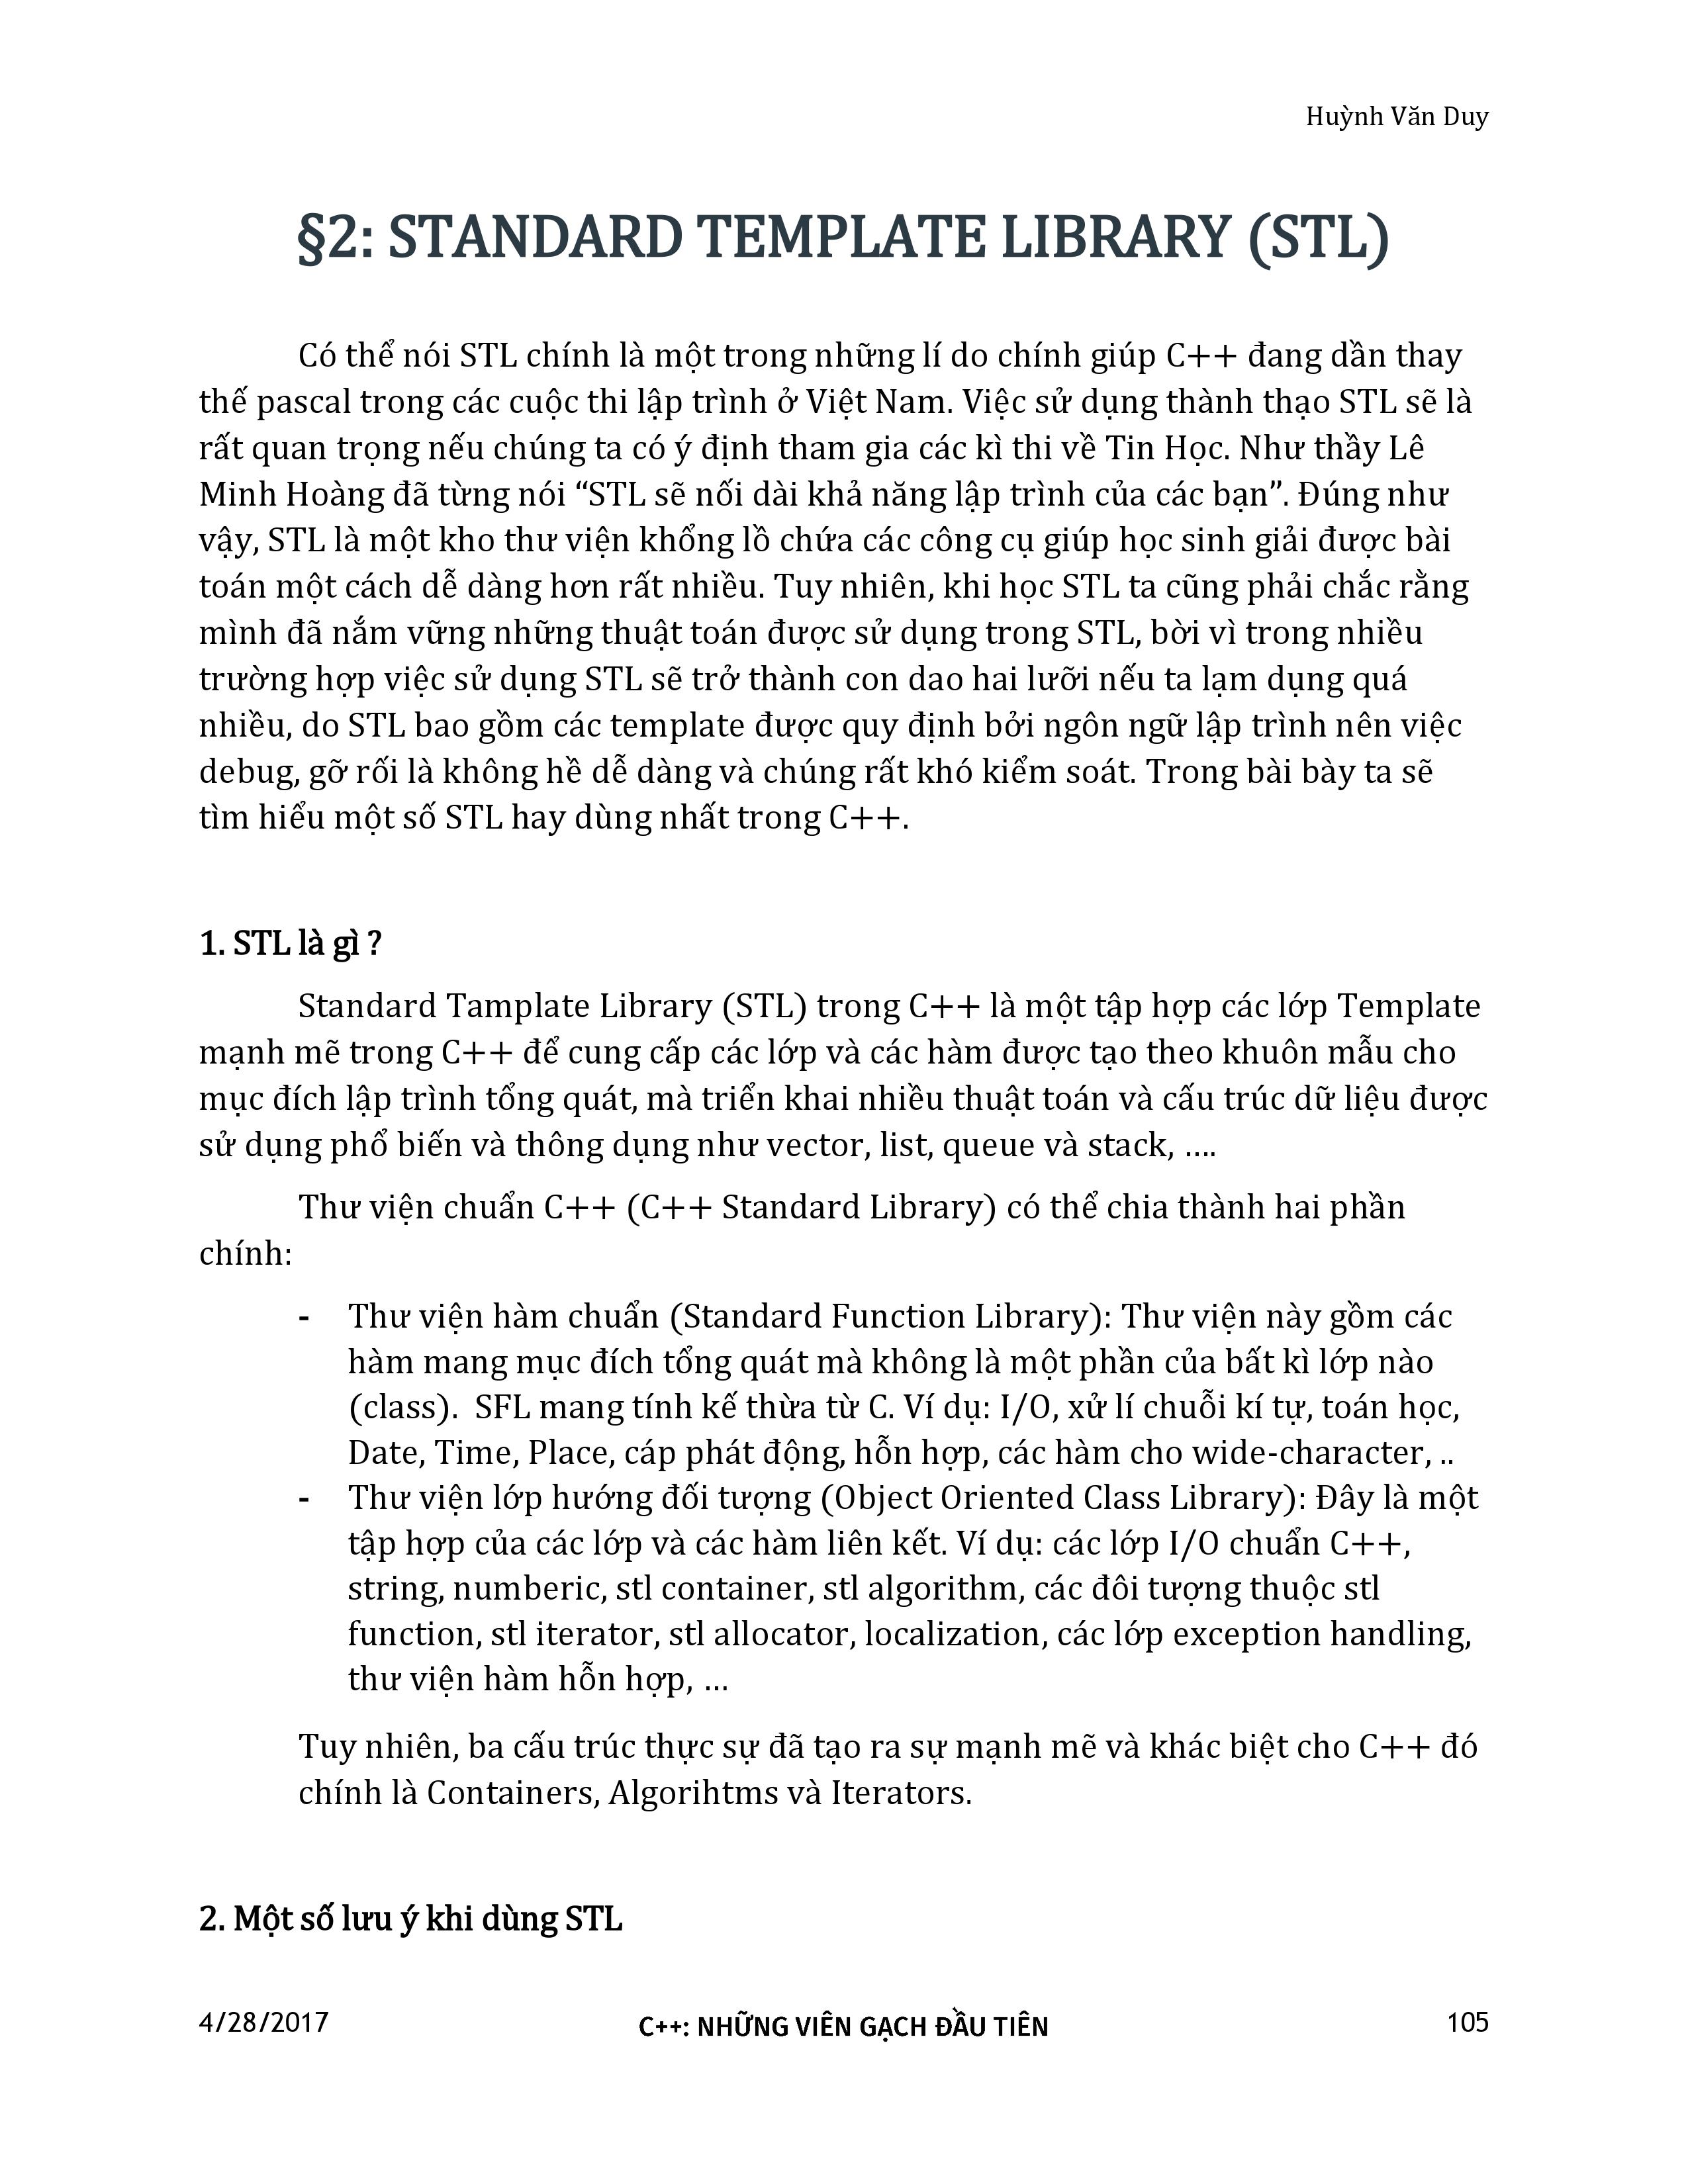 Huỳnh Văn Duy
§2: STANDARD TEMPLATE LIBRARY (STL)
Có thể nói STL chính là một trong những lí do chính giúp C++ đang dần thay
thế pascal trong các cuộc thi lập trình ở Việt Nam. Việc sử dụng thành thạo STL sẽ là
rất quan trọng nếu chúng ta có ý định tham gia các kì thi về Tin Học. Như thầy Lê
Minh Hoàng đã từng nói “STL sẽ nối dài khả năng lập trình của các bạn”. Đúng như
vậy, STL là một kho thư viện khổng lồ chứa các công cụ giúp học sinh giải được bài
toán một cách dễ dàng hơn rất nhiều. Tuy nhiên, khi học STL ta cũng phải chắc rằng
mình đã nắm vững những thuật toán được sử dụng trong STL, bời vì trong nhiều
trường hợp việc sử dụng STL sẽ trở thành con dao hai lưỡi nếu ta lạm dụng quá
nhiều, do STL bao gồm các template được quy định bởi ngôn ngữ lập trình nên việc
debug, gỡ rối là không hề dễ dàng và chúng rất khó kiểm soát. Trong bài bày ta sẽ
tìm hiểu một số STL hay dùng nhất trong C++.
1. STL là gì ?
Standard Tamplate Library (STL) trong C++ là một tập hợp các lớp Template
mạnh mẽ trong C++ để cung cấp các lớp và các hàm được tạo theo khuôn mẫu cho
mục đích lập trình tổng quát, mà triển khai nhiều thuật toán và cấu trúc dữ liệu được
sử dụng phổ biến và thông dụng như vector, list, queue và stack, ….
Thư viện chuẩn C++ (C++ Standard Library) có thể chia thành hai phần
chính:
- Thư viện hàm chuẩn (Standard Function Library): Thư viện này gồm các
hàm mang mục đích tổng quát mà không là một phần của bất kì lớp nào
(class).  SFL mang tính kế thừa từ C. Ví dụ: I/O, xử lí chuỗi kí tự, toán học,
Date, Time, Place, cáp phát động, hỗn hợp, các hàm cho wide-character, ..
- Thư viện lớp hướng đối tượng (Object Oriented Class Library): Đây là một
tập hợp của các lớp và các hàm liên kết. Ví dụ: các lớp I/O chuẩn C++,
string, numberic, stl container, stl algorithm, các đôi tượng thuộc stl
function, stl iterator, stl allocator, localization, các lớp exception handling,
thư viện hàm hỗn hợp, …
Tuy nhiên, ba cấu trúc thực sự đã tạo ra sự mạnh mẽ và khác biệt cho C++ đó
chính là Containers, Algorihtms và Iterators.
2. Một số lưu ý khi dùng STL
4/28/2017 C++: NHỮNG VIÊN GẠCH ĐẦU TIÊN 105